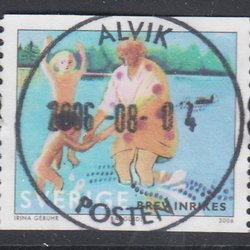 ALVIK
2006-08-04
SVERIGE BREV INRIKES
POSTEN
IRINA GEBUHR
2006